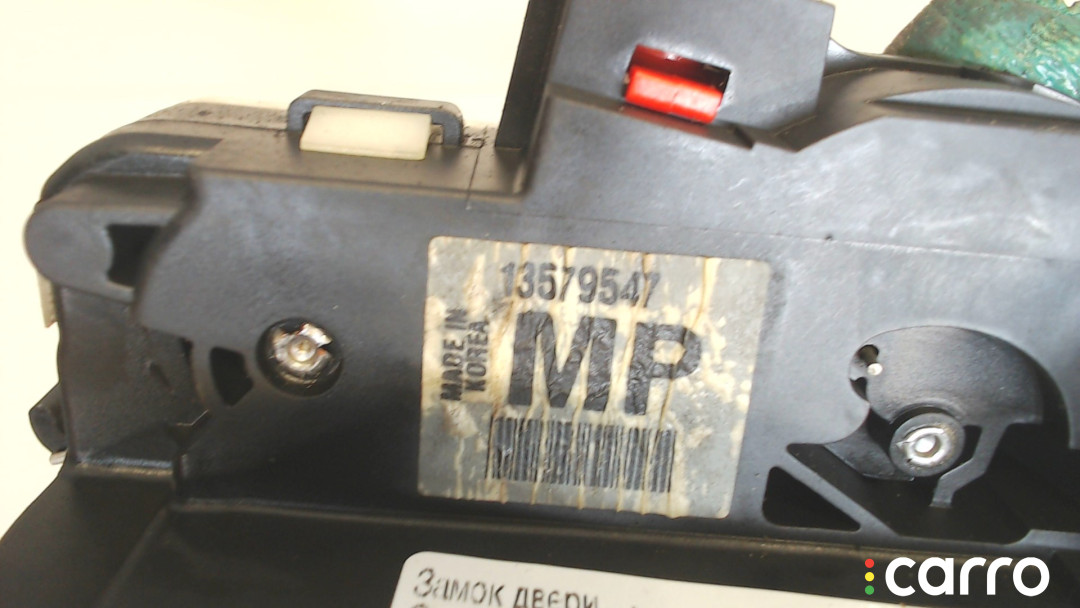 13579547
MADE IN
KOREA
MP
Замок двери
carro